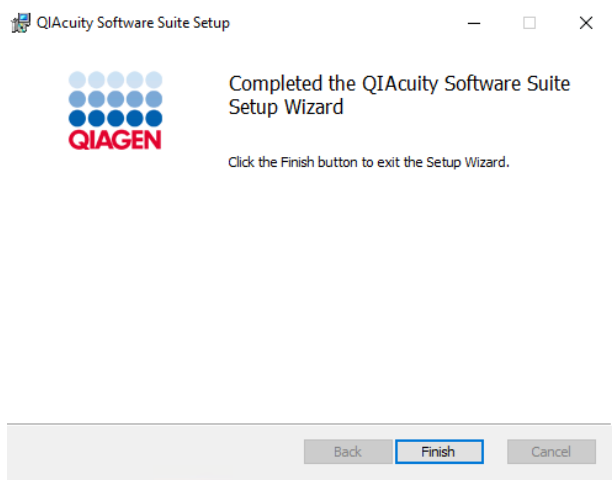 QIAcuity Software Suite Setup
QIAGEN
Completed the QIAcuity Software Suite
Setup Wizard
Click the Finish button to exit the Setup Wizard.
Back
Finish
Cancel